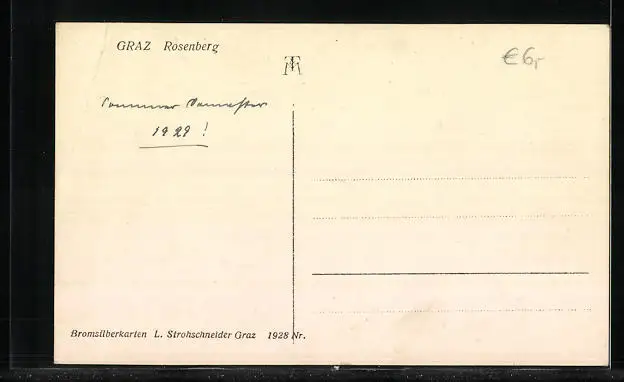 GRAZ Rosenberg
€6,-
Sommer Semester
1929!
Bromsilberkarten L. Strohschneider Graz 1928 Nr.